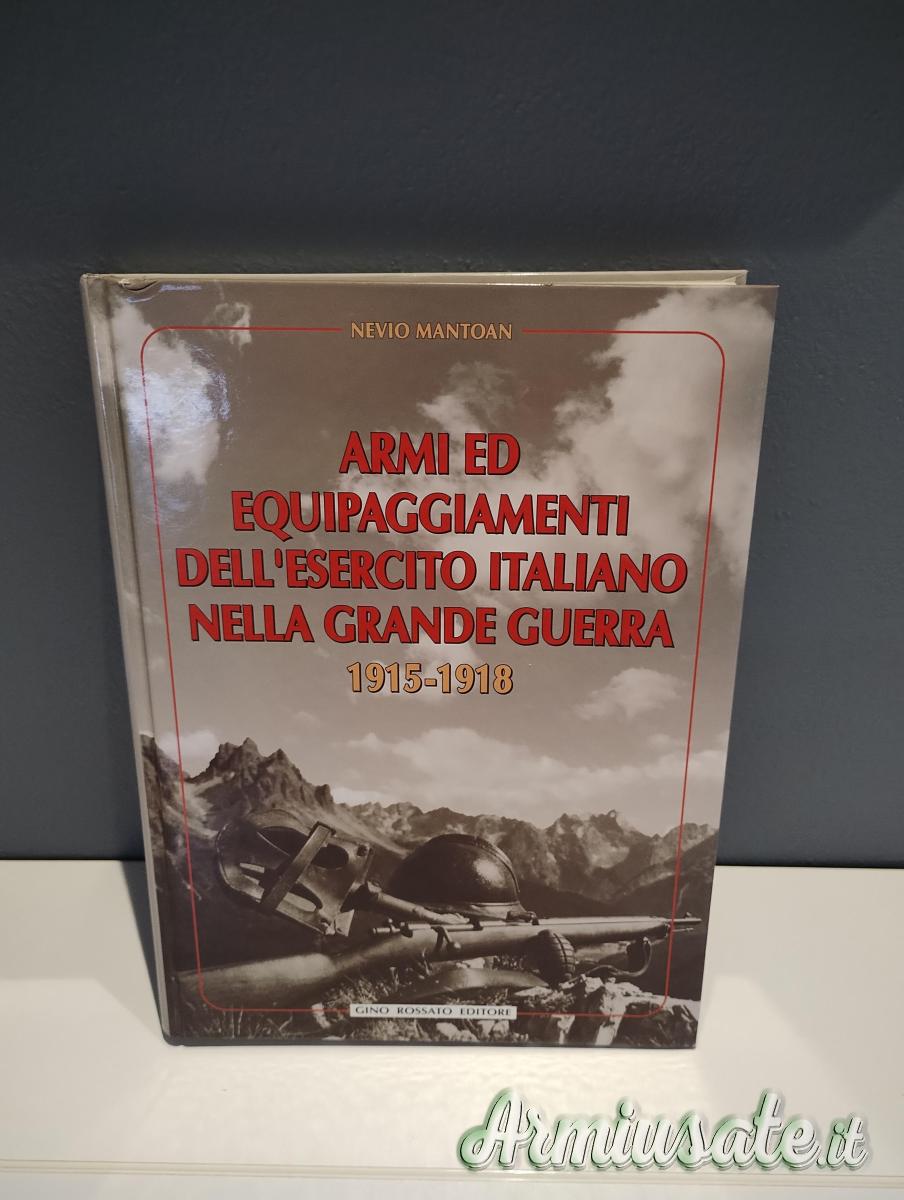 NEVIO MANTOAN
ARMI ED
EQUIPAGGIAMENTI
DELL'ESERCITO ITALIANO
NELLA GRANDE GUERRA
1915-1918
GINO ROSSATO EDITORE
Armiusate.it